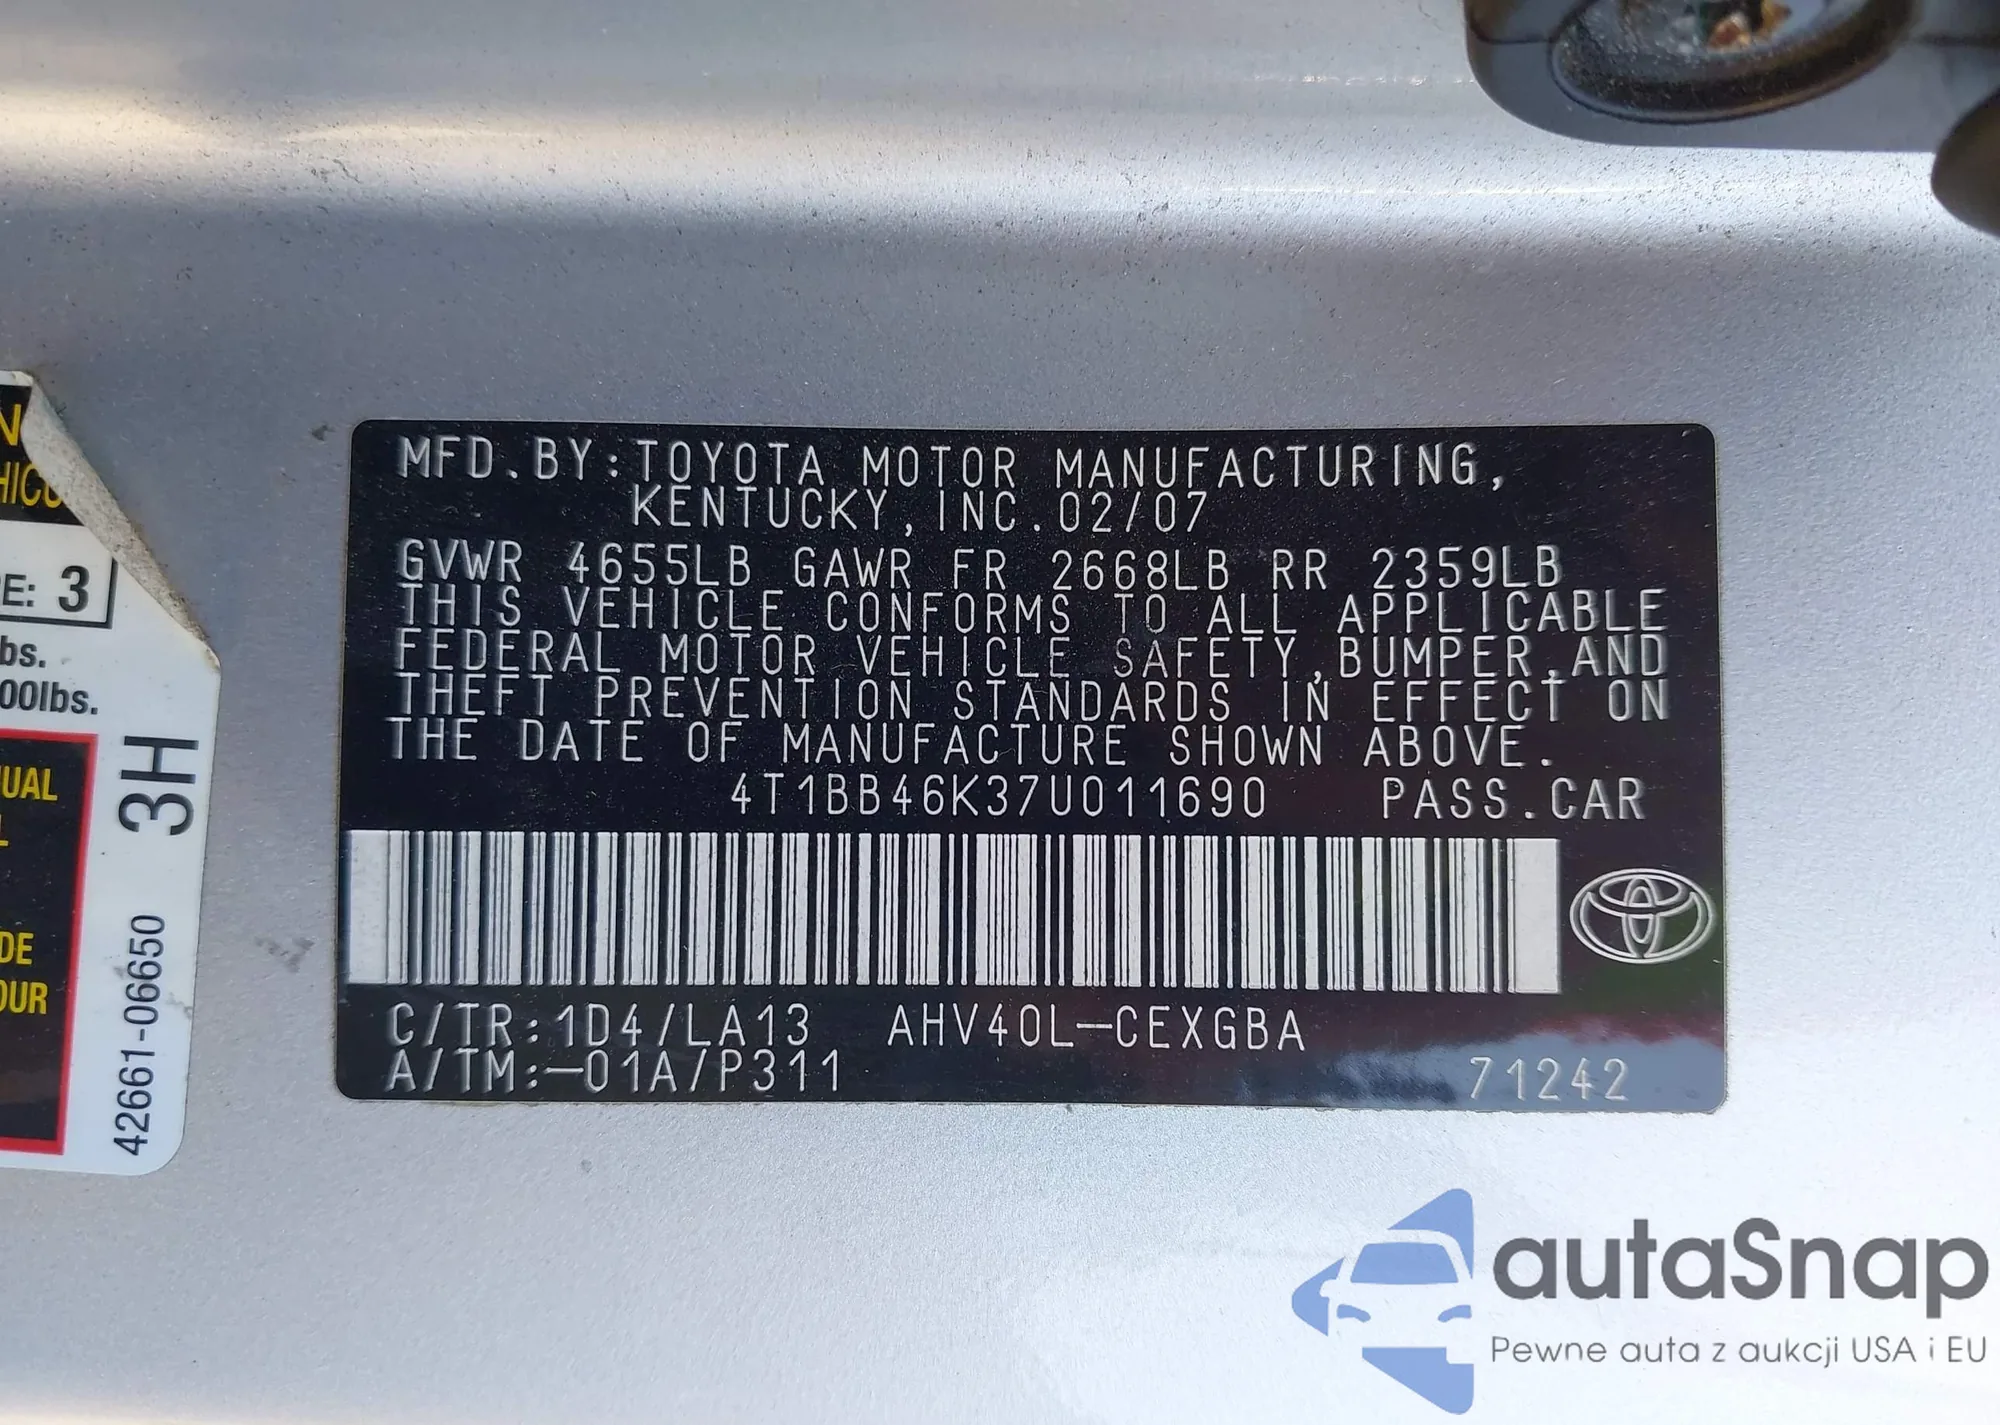 MFD.BY:TOYOTA MOTOR MANUFACTURING,
KENTUCKY,INC.02/07
GVWR 4655LB GAWR FR 2668LB RR 2359LB
THIS VEHICLE CONFORMS TO ALL APPLICABLE
FEDERAL MOTOR VEHICLE SAFETY,BUMPER,AND
THEFT PREVENTION STANDARDS IN EFFECT ON
THE DATE OF MANUFACTURE SHOWN ABOVE.
4T1BB46K37U011690 PASS.CAR
C/TR:1D4/LA13 AHV40L-CEXGBA
A/TM:-01A/P311
71242
N
HICU
E: 3
bs.
00lbs.
UAL
L
DE
OUR
3H
42661-06650
autaSnap
Pewne auta z aukcji USA i EU